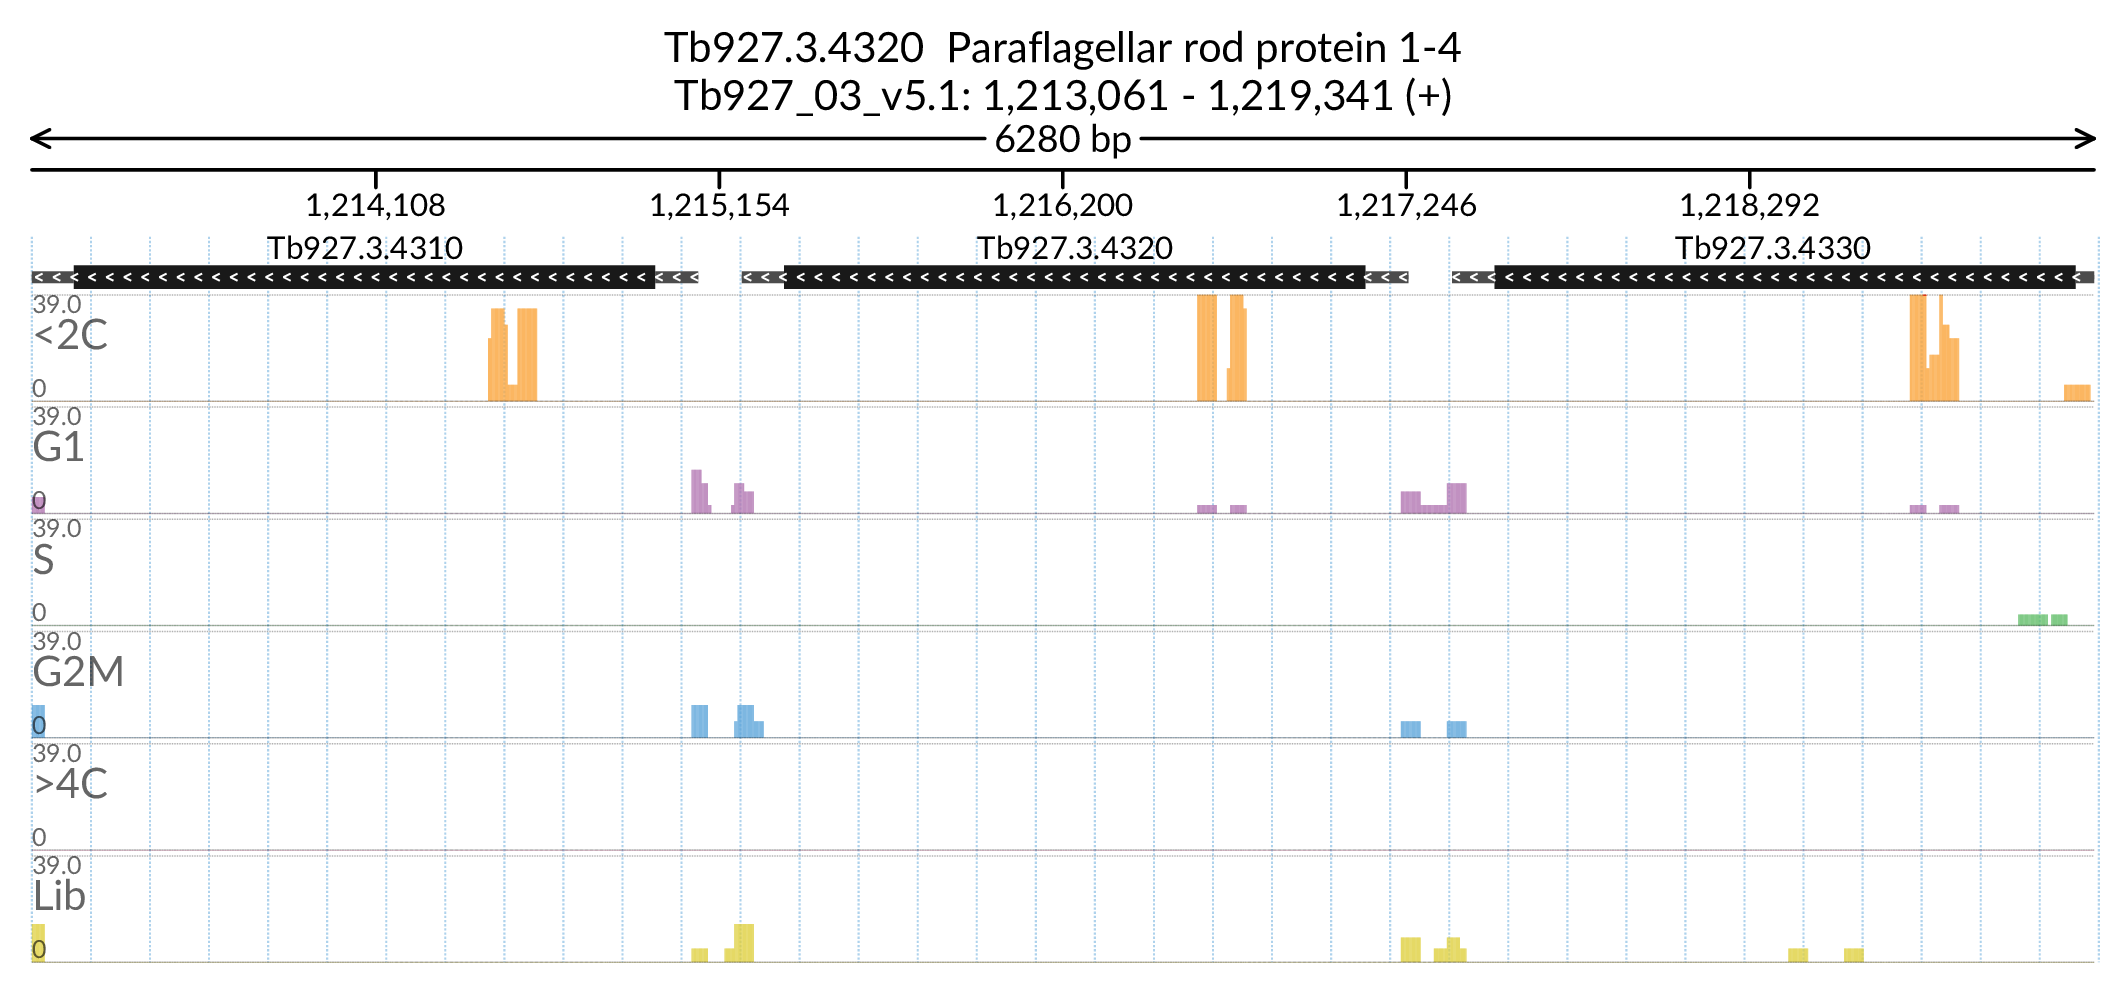 Tb927.3.4320  Paraflagellar rod protein 1-4
Tb927_03_v5.1: 1,213,061 - 1,219,341 (+)
6280 bp
1,214,108 1,215,154 1,216,200 1,217,246 1,218,292
Tb927.3.4310 Tb927.3.4320 Tb927.3.4330
39.0
<2C
0
39.0
G1
0
39.0
S
0
39.0
G2M
0
39.0
>4C
0
39.0
Lib
0